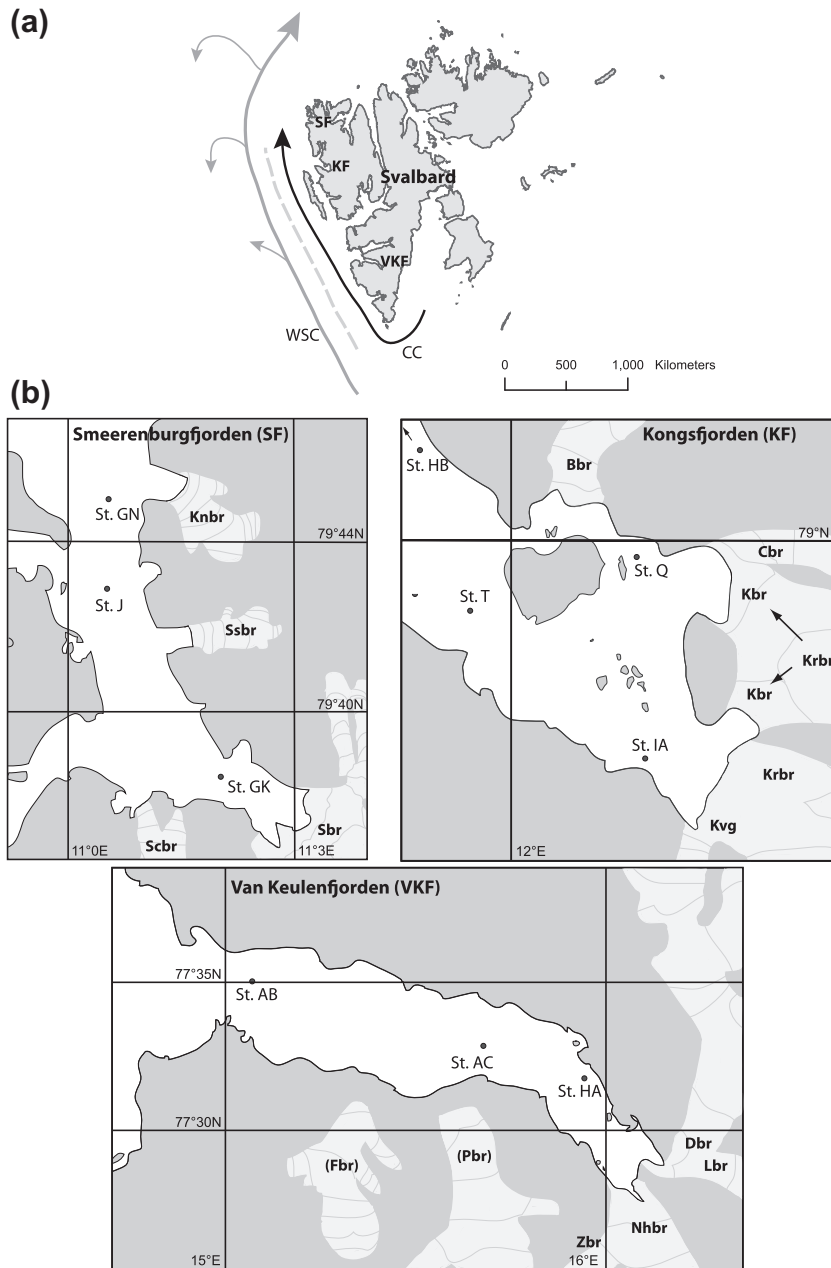 (a)
SF
KF
Svalbard
VKF
WSC
CC
0 500 1,000 Kilometers
(b)
Smeerenburgfjorden (SF)
St. GN
Knbr
79°44N
St. J
Ssbr
79°40N
St. GK
Sbr
Scbr
11°0E
11°3E
Kongsfjorden (KF)
St. HB
Bbr
79°N
Cbr
St. Q
Kbr
St. T
Krbr
Kbr
St. IA
Krbr
Kvg
12°E
Van Keulenfjorden (VKF)
77°35N
St. AB
St. AC
St. HA
77°30N
(Fbr)
(Pbr)
Dbr
Lbr
Nhbr
Zbr
15°E
16°E